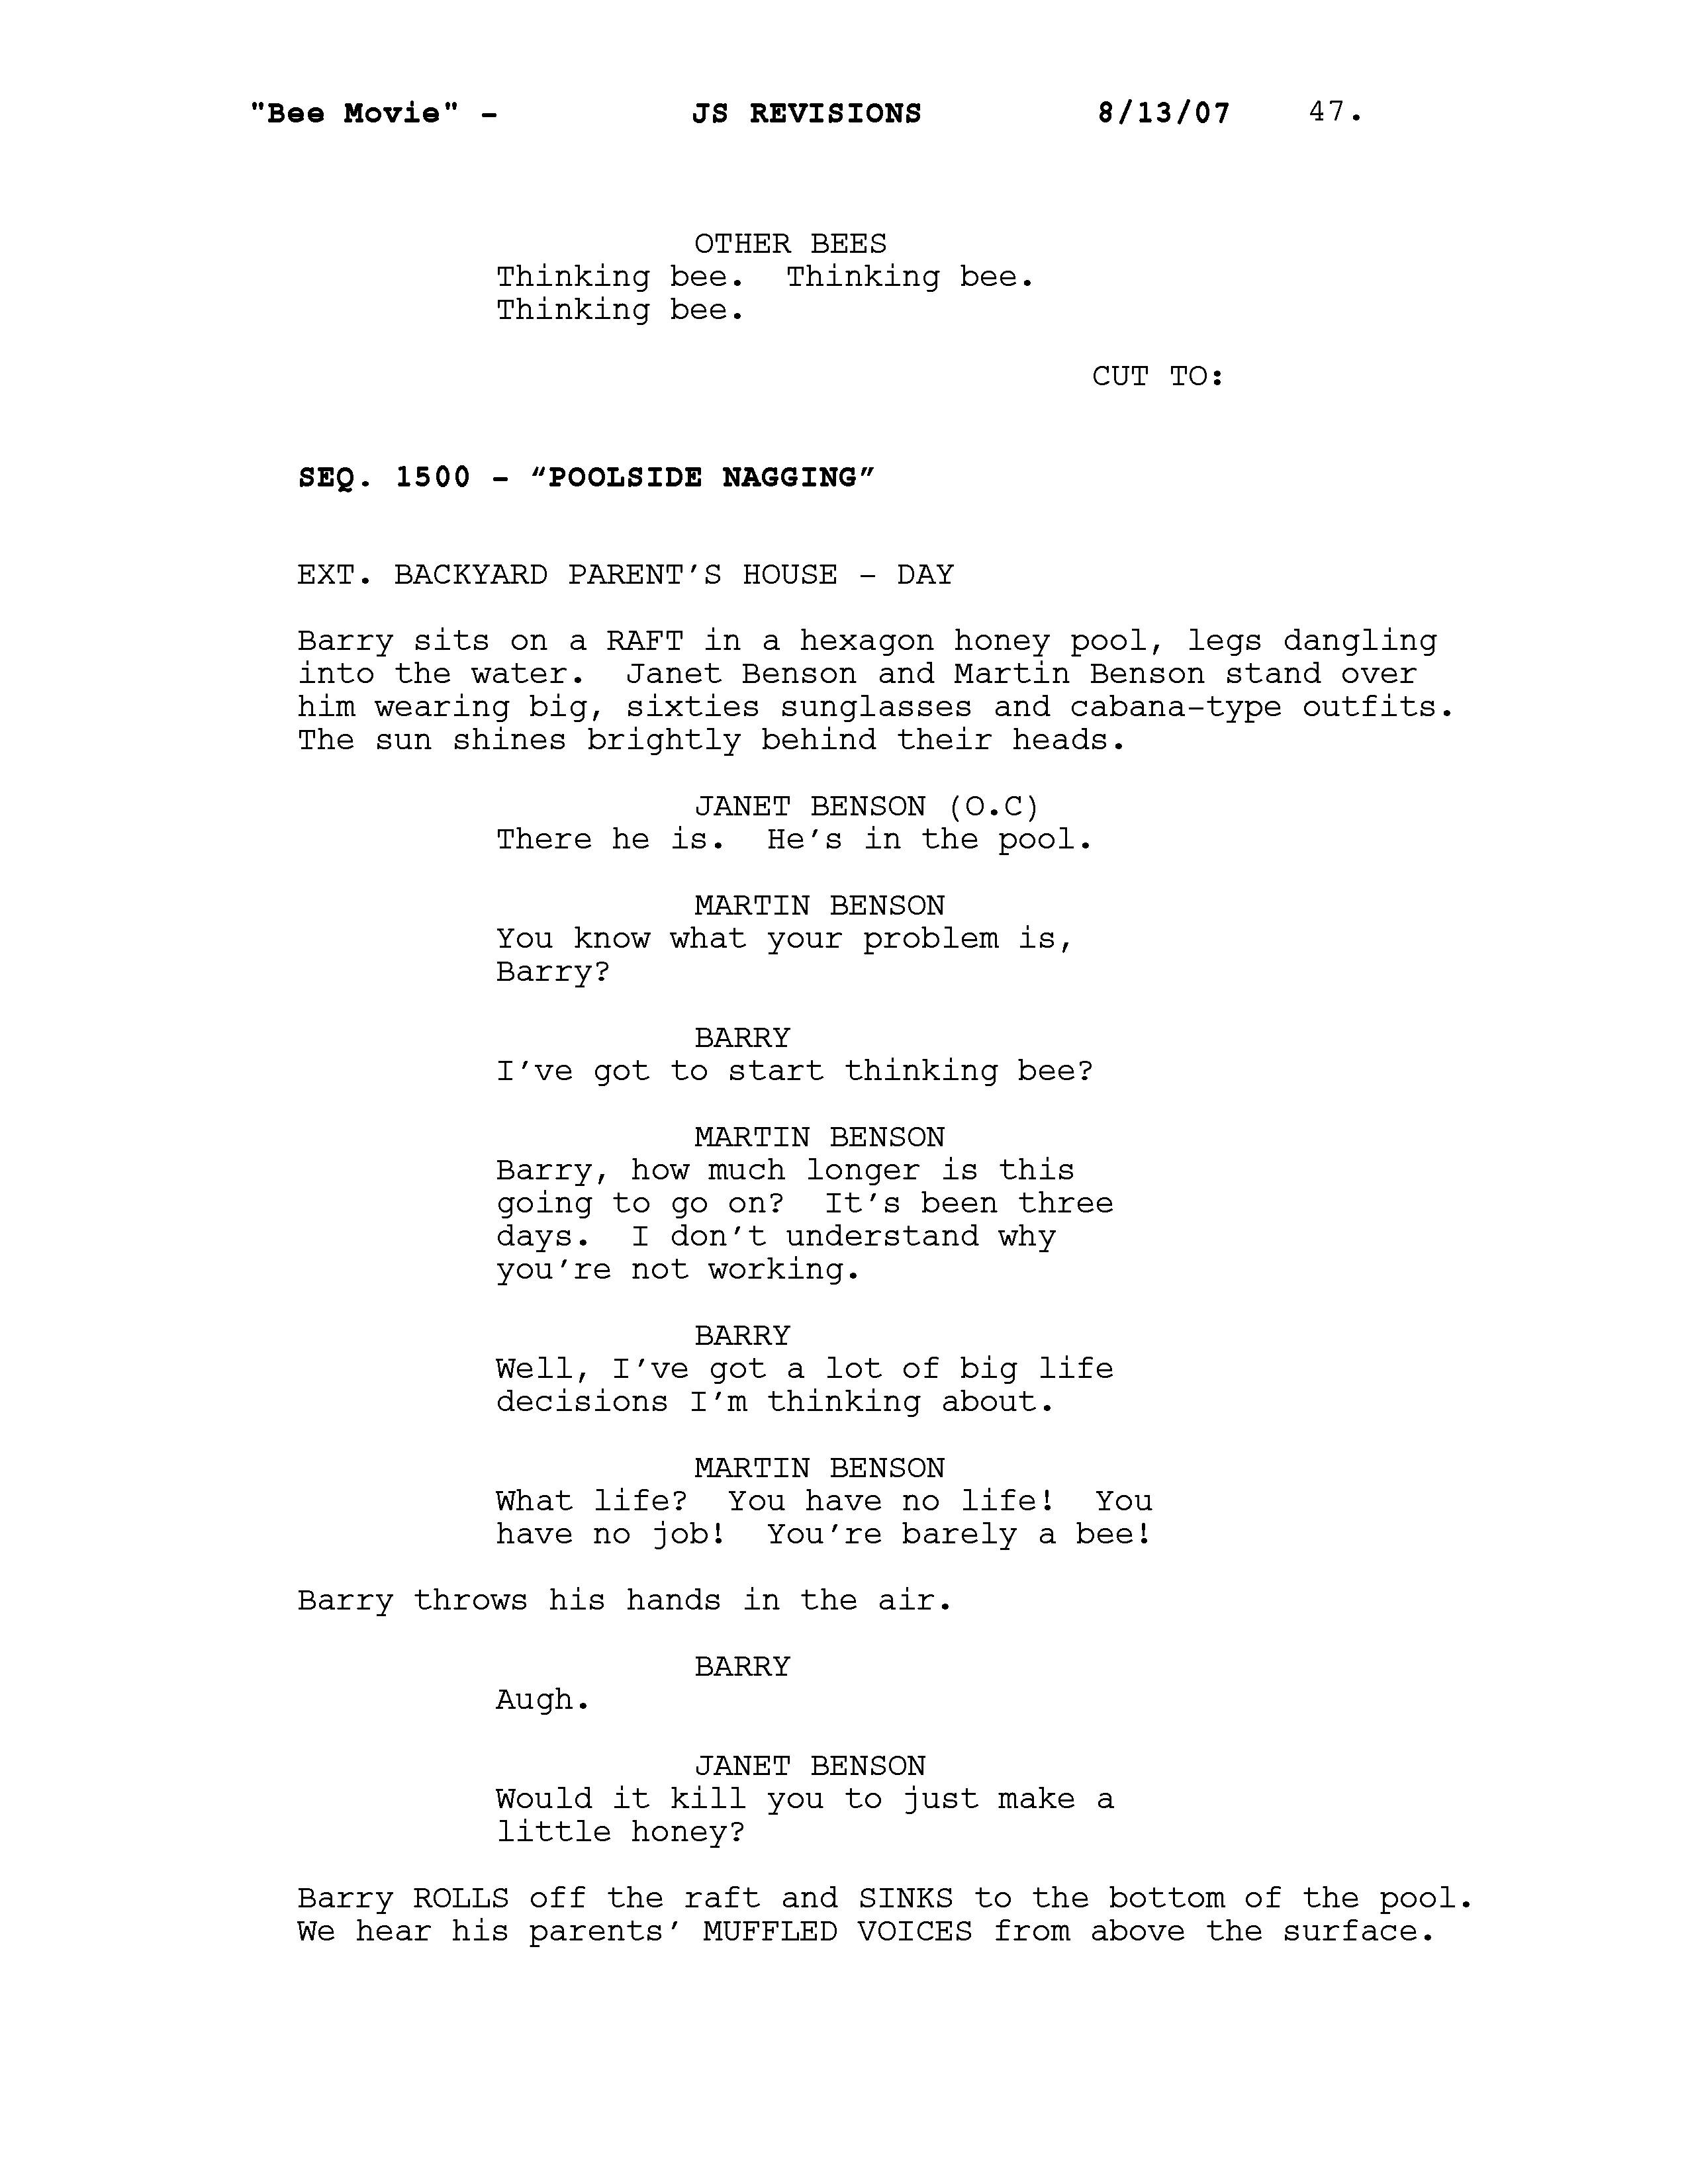 "Bee Movie" - JS REVISIONS 8/13/07 47.
OTHER BEES
Thinking bee.  Thinking bee.
Thinking bee.
CUT TO:
SEQ. 1500 - “POOLSIDE NAGGING”
EXT. BACKYARD PARENT’S HOUSE - DAY
Barry sits on a RAFT in a hexagon honey pool, legs dangling
into the water.  Janet Benson and Martin Benson stand over
him wearing big, sixties sunglasses and cabana-type outfits.
The sun shines brightly behind their heads.
JANET BENSON (O.C)
There he is.  He’s in the pool.
MARTIN BENSON
You know what your problem is,
Barry?
BARRY
I’ve got to start thinking bee?
MARTIN BENSON
Barry, how much longer is this
going to go on?  It’s been three
days.  I don’t understand why
you’re not working.
BARRY
Well, I’ve got a lot of big life
decisions I’m thinking about.
MARTIN BENSON
What life?  You have no life!  You
have no job!  You’re barely a bee!
Barry throws his hands in the air.
BARRY
Augh.
JANET BENSON
Would it kill you to just make a
little honey?
Barry ROLLS off the raft and SINKS to the bottom of the pool.
We hear his parents’ MUFFLED VOICES from above the surface.